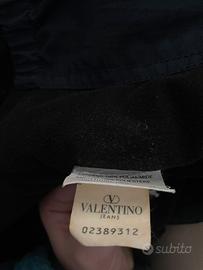 VALENTINO
JEANS
02389312
subito